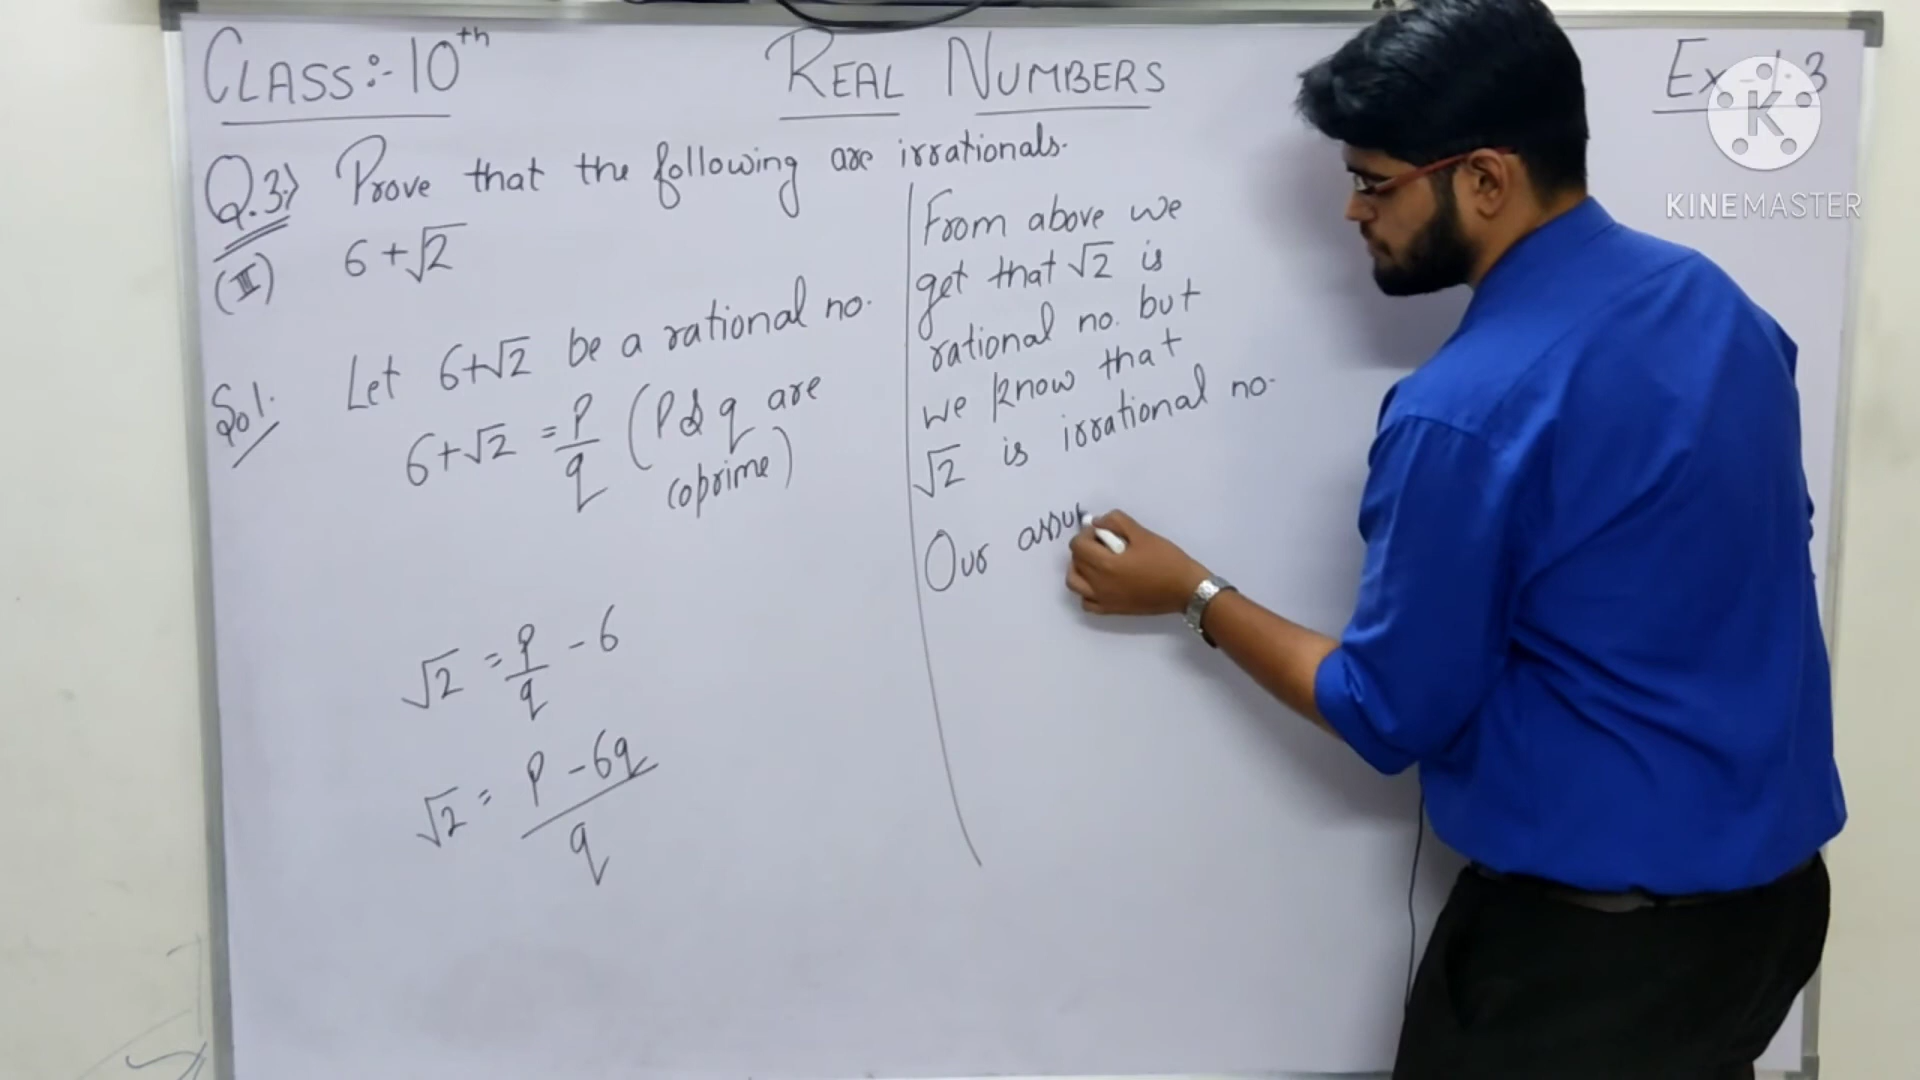 CLASS:- 10th
REAL NUMBERS
Ex - 1.3
Q.3.> Prove that the following are irrationals.
(III) 6 + √2
Sol. Let 6+√2 be a rational no.
6+√2 = P/q (P & q are
coprime)
√2 = P/q - 6
√2 = P - 6q / q
From above we
get that √2 is
rational no. but
we know that
√2 is irrational no.
Our assu
K
KINEMASTER